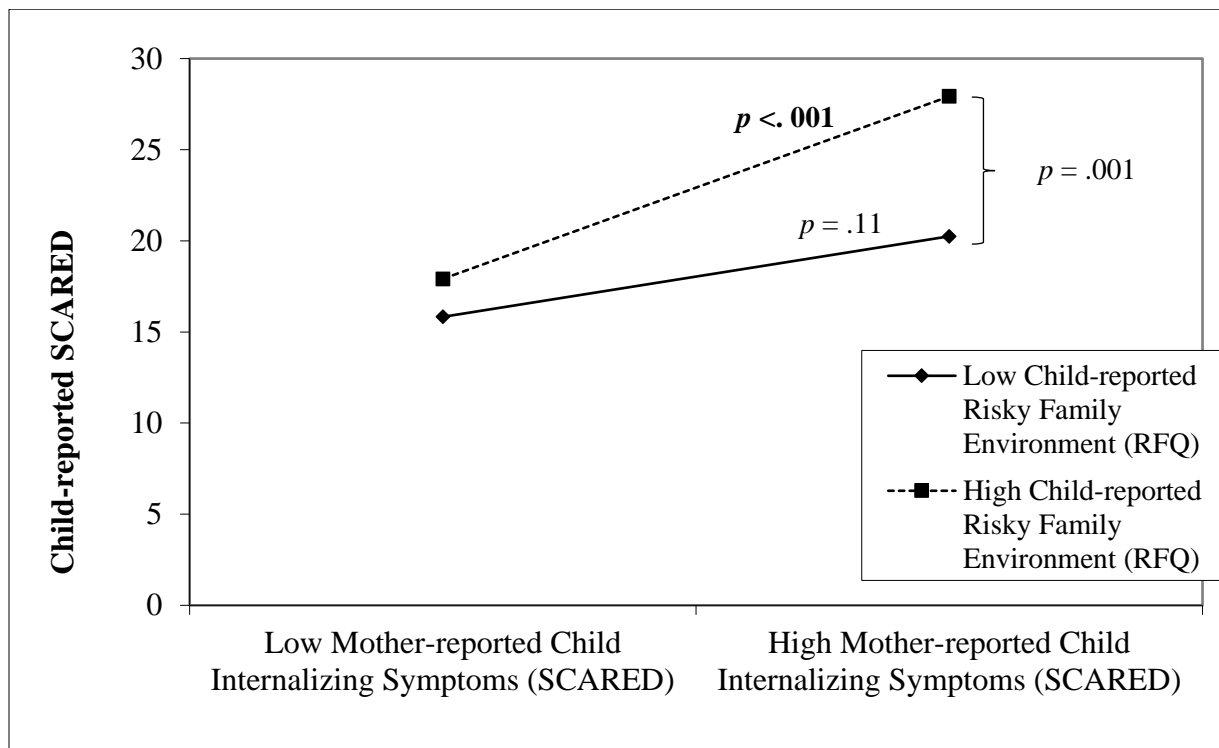 30
25
20
15
10
5
0
Child-reported SCARED
p <. 001
p = .11
p = .001
Low Child-reported
Risky Family
Environment (RFQ)
High Child-reported
Risky Family
Environment (RFQ)
Low Mother-reported Child
Internalizing Symptoms (SCARED)
High Mother-reported Child
Internalizing Symptoms (SCARED)